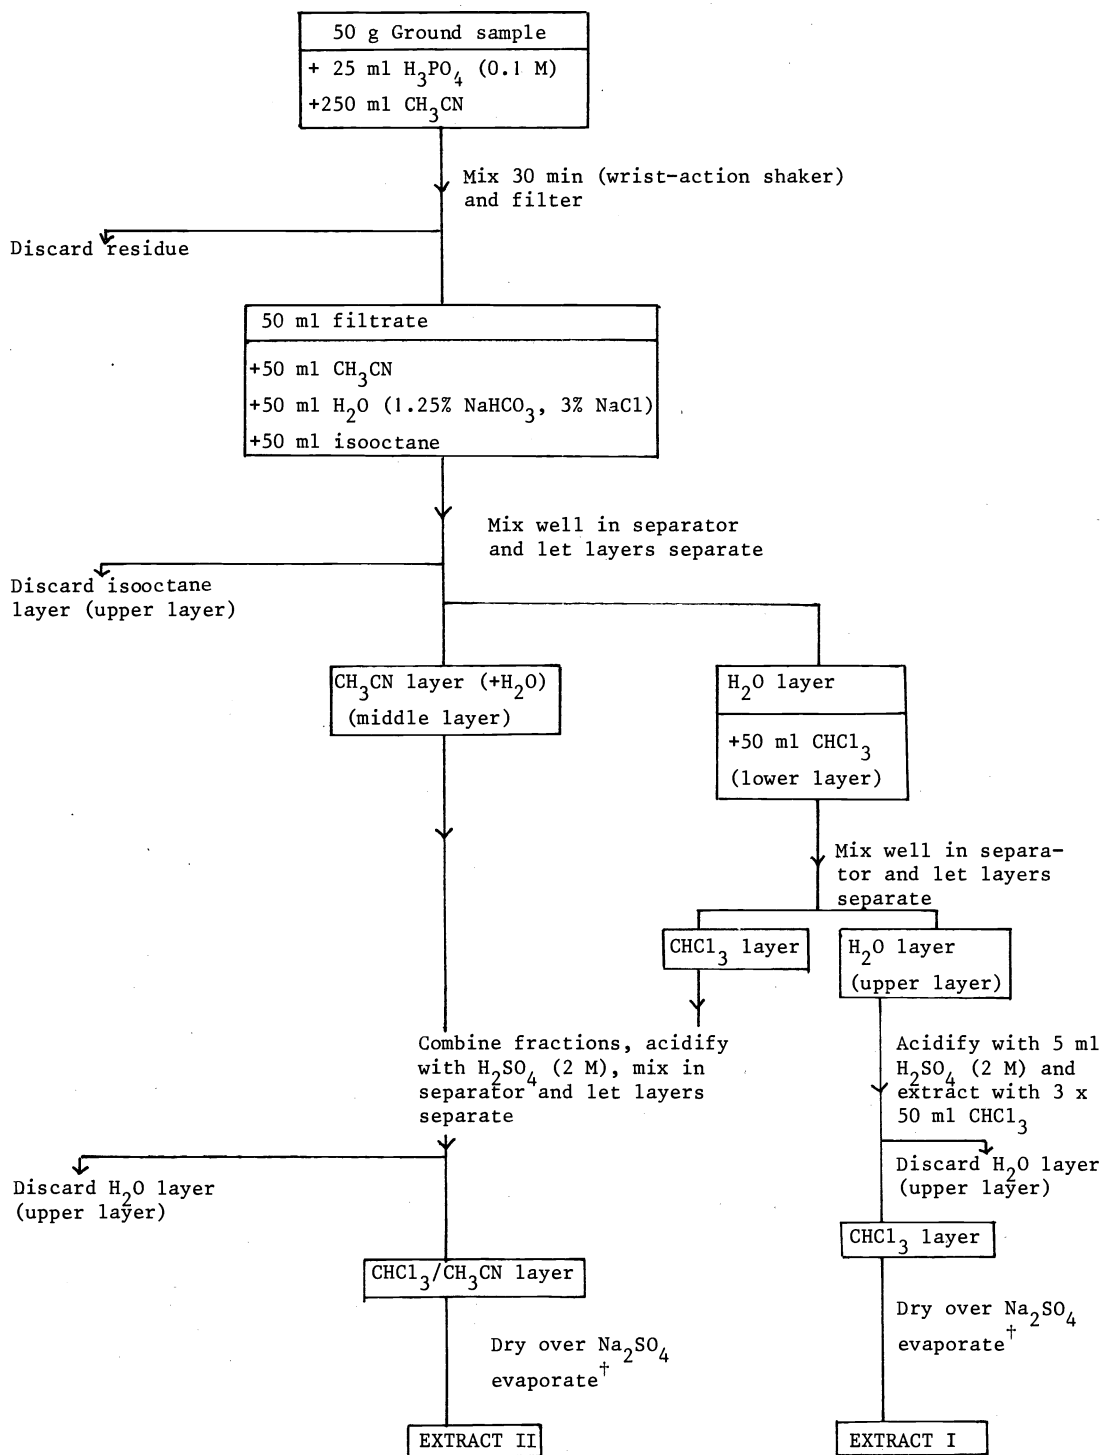 50 g Ground sample
+ 25 ml H₃PO₄ (0.1 M)
+250 ml CH₃CN
Mix 30 min (wrist-action shaker)
and filter
Discard residue
50 ml filtrate
+50 ml CH₃CN
+50 ml H₂O (1.25% NaHCO₃, 3% NaCl)
+50 ml isooctane
Mix well in separator
and let layers separate
Discard isooctane
layer (upper layer)
CH₃CN layer (+H₂O)
(middle layer)
H₂O layer
+50 ml CHCl₃
(lower layer)
Mix well in separa-
tor and let layers
separate
CHCl₃ layer
H₂O layer
(upper layer)
Combine fractions, acidify
with H₂SO₄ (2 M), mix in
separator and let layers
separate
Acidify with 5 ml
H₂SO₄ (2 M) and
extract with 3 x
50 ml CHCl₃
Discard H₂O layer
(upper layer)
Discard H₂O layer
(upper layer)
CHCl₃ layer
CHCl₃/CH₃CN layer
Dry over Na₂SO₄
evaporate†
Dry over Na₂SO₄
evaporate†
EXTRACT II
EXTRACT I